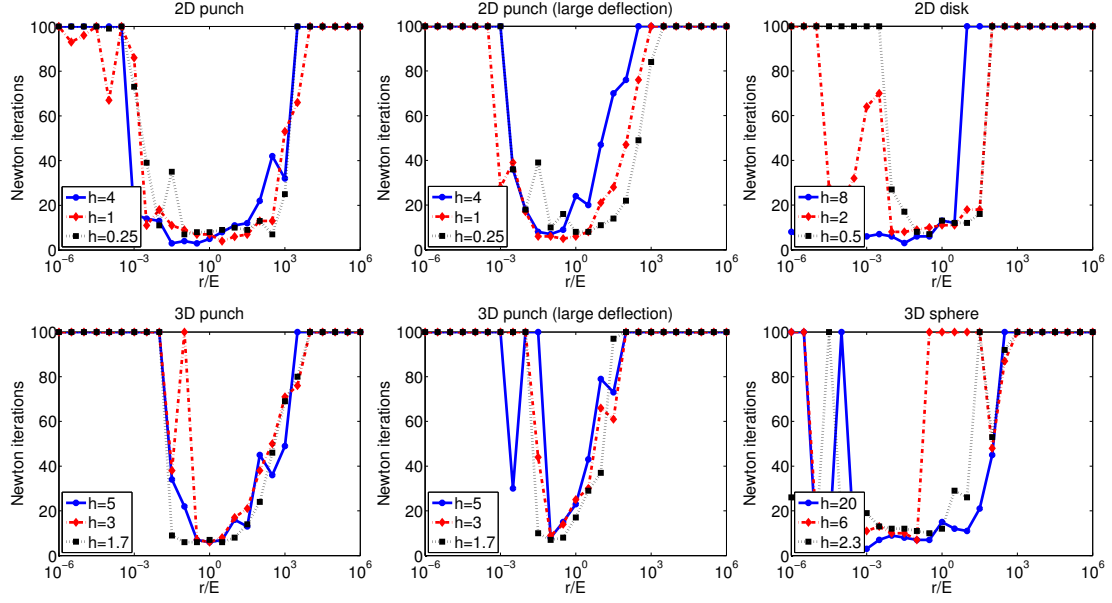 2D punch
Newton iterations
100
80
60
40
20
0
h=4
h=1
h=0.25
10^-6 10^-3 10^0 10^3 10^6
r/E
2D punch (large deflection)
Newton iterations
100
80
60
40
20
0
h=4
h=1
h=0.25
10^-6 10^-3 10^0 10^3 10^6
r/E
2D disk
Newton iterations
100
80
60
40
20
0
h=8
h=2
h=0.5
10^-6 10^-3 10^0 10^3 10^6
r/E
3D punch
Newton iterations
100
80
60
40
20
0
h=5
h=3
h=1.7
10^-6 10^-3 10^0 10^3 10^6
r/E
3D punch (large deflection)
Newton iterations
100
80
60
40
20
0
h=5
h=3
h=1.7
10^-6 10^-3 10^0 10^3 10^6
r/E
3D sphere
Newton iterations
100
80
60
40
20
0
h=20
h=6
h=2.3
10^-6 10^-3 10^0 10^3 10^6
r/E